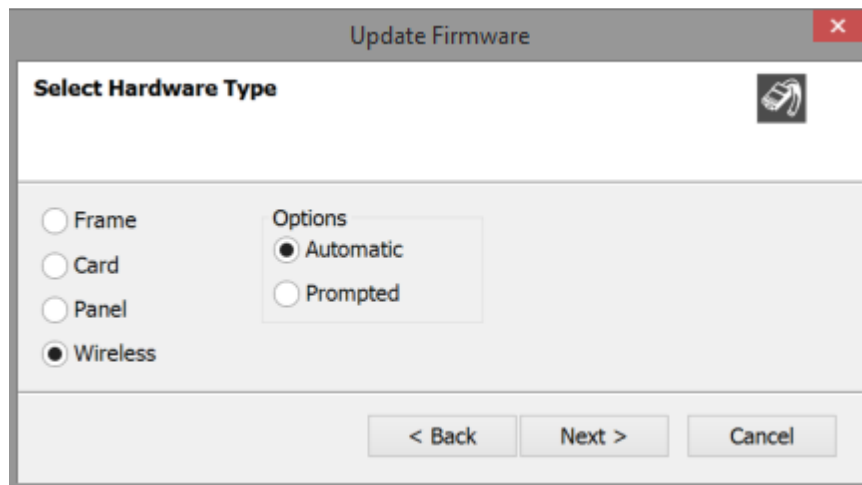 Update Firmware
Select Hardware Type
Frame
Card
Panel
Wireless
Options
Automatic
Prompted
< Back
Next >
Cancel